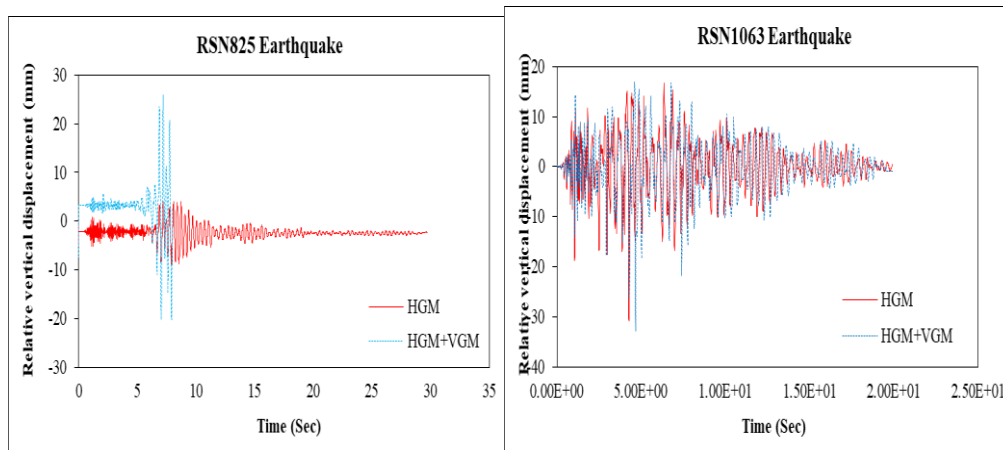 RSN825 Earthquake
Relative vertical displacement (mm)
30
20
10
0
-10
-20
-30
0
5
10
15
20
25
30
35
HGM
HGM+VGM
Time (Sec)
RSN1063 Earthquake
Relative vertical displacement (mm)
20
10
0
-10
-20
-30
-40
0.00E+00
5.00E+00
1.00E+01
1.50E+01
2.00E+01
2.50E+01
HGM
HGM+VGM
Time (Sec)